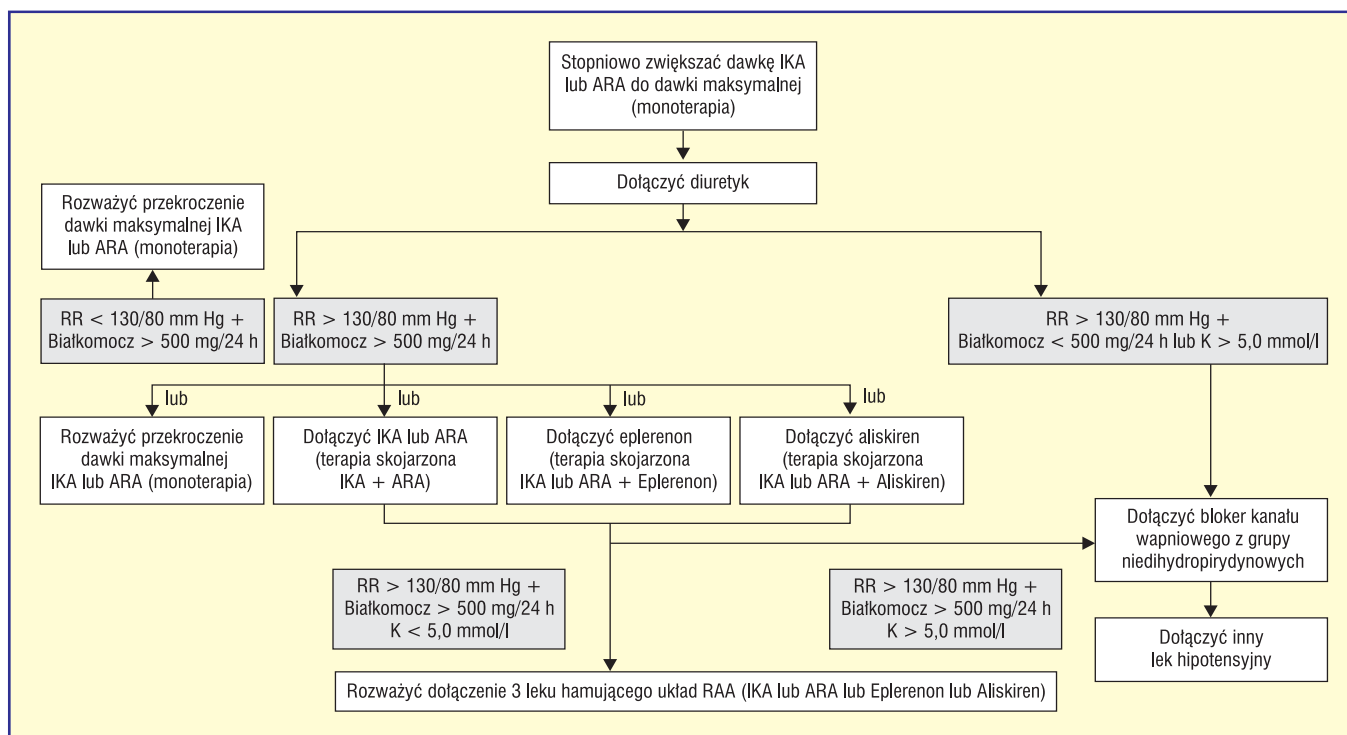 Stopniowo zwiększać dawkę IKA
lub ARA do dawki maksymalnej
(monoterapia)
Dołączyć diuretyk
Rozważyć przekroczenie
dawki maksymalnej IKA
lub ARA (monoterapia)
RR < 130/80 mm Hg +
Białkomocz > 500 mg/24 h
RR > 130/80 mm Hg +
Białkomocz > 500 mg/24 h
RR > 130/80 mm Hg +
Białkomocz < 500 mg/24 h lub K > 5,0 mmol/l
lub
lub
lub
lub
Rozważyć przekroczenie
dawki maksymalnej
IKA lub ARA (monoterapia)
Dołączyć IKA lub ARA
(terapia skojarzona
IKA + ARA)
Dołączyć eplerenon
(terapia skojarzona
IKA lub ARA + Eplerenon)
Dołączyć aliskiren
(terapia skojarzona
IKA lub ARA + Aliskiren)
Dołączyć bloker kanału
wapniowego z grupy
niedihydropirydynowych
RR > 130/80 mm Hg +
Białkomocz > 500 mg/24 h
K < 5,0 mmol/l
RR > 130/80 mm Hg +
Białkomocz > 500 mg/24 h
K > 5,0 mmol/l
Dołączyć inny
lek hipotensyjny
Rozważyć dołączenie 3 leku hamującego układ RAA (IKA lub ARA lub Eplerenon lub Aliskiren)